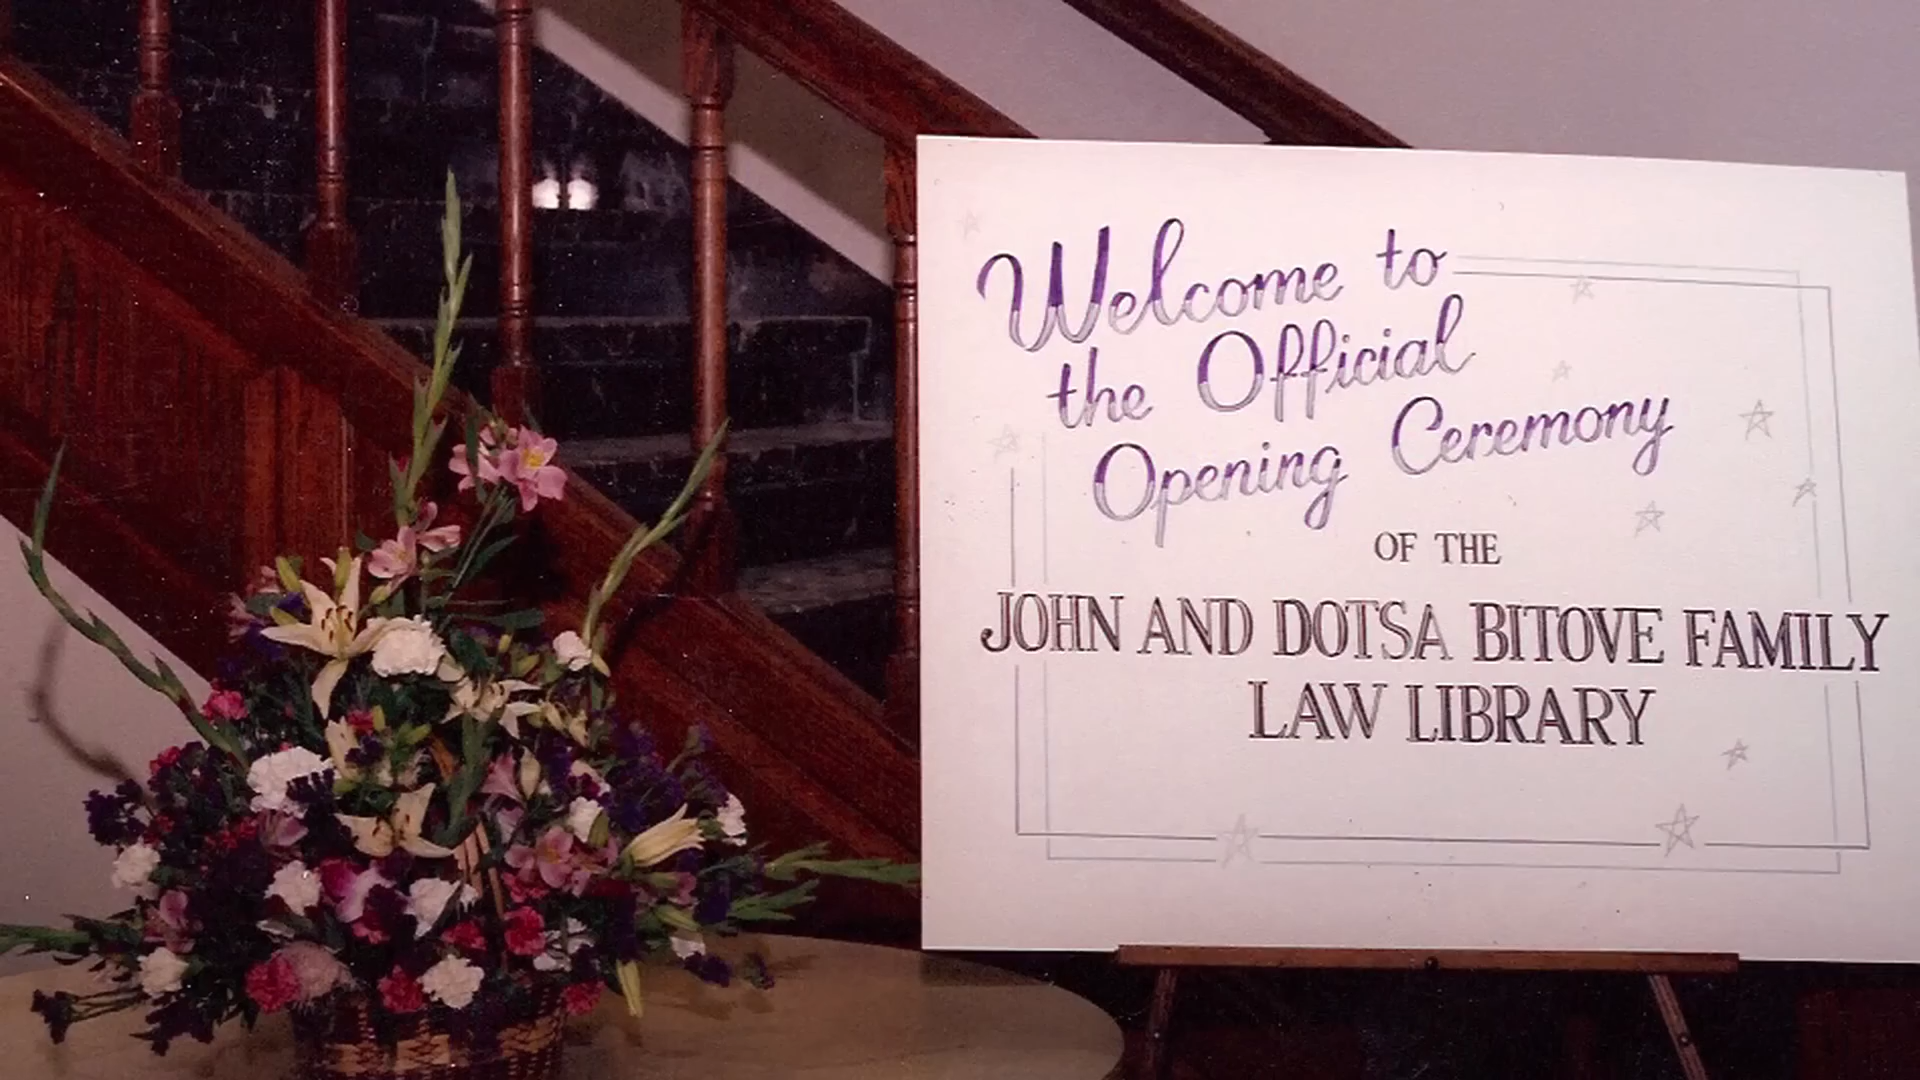 Welcome to
the Official
Opening Ceremony
OF THE
JOHN AND DOTSA BITOVE FAMILY
LAW LIBRARY